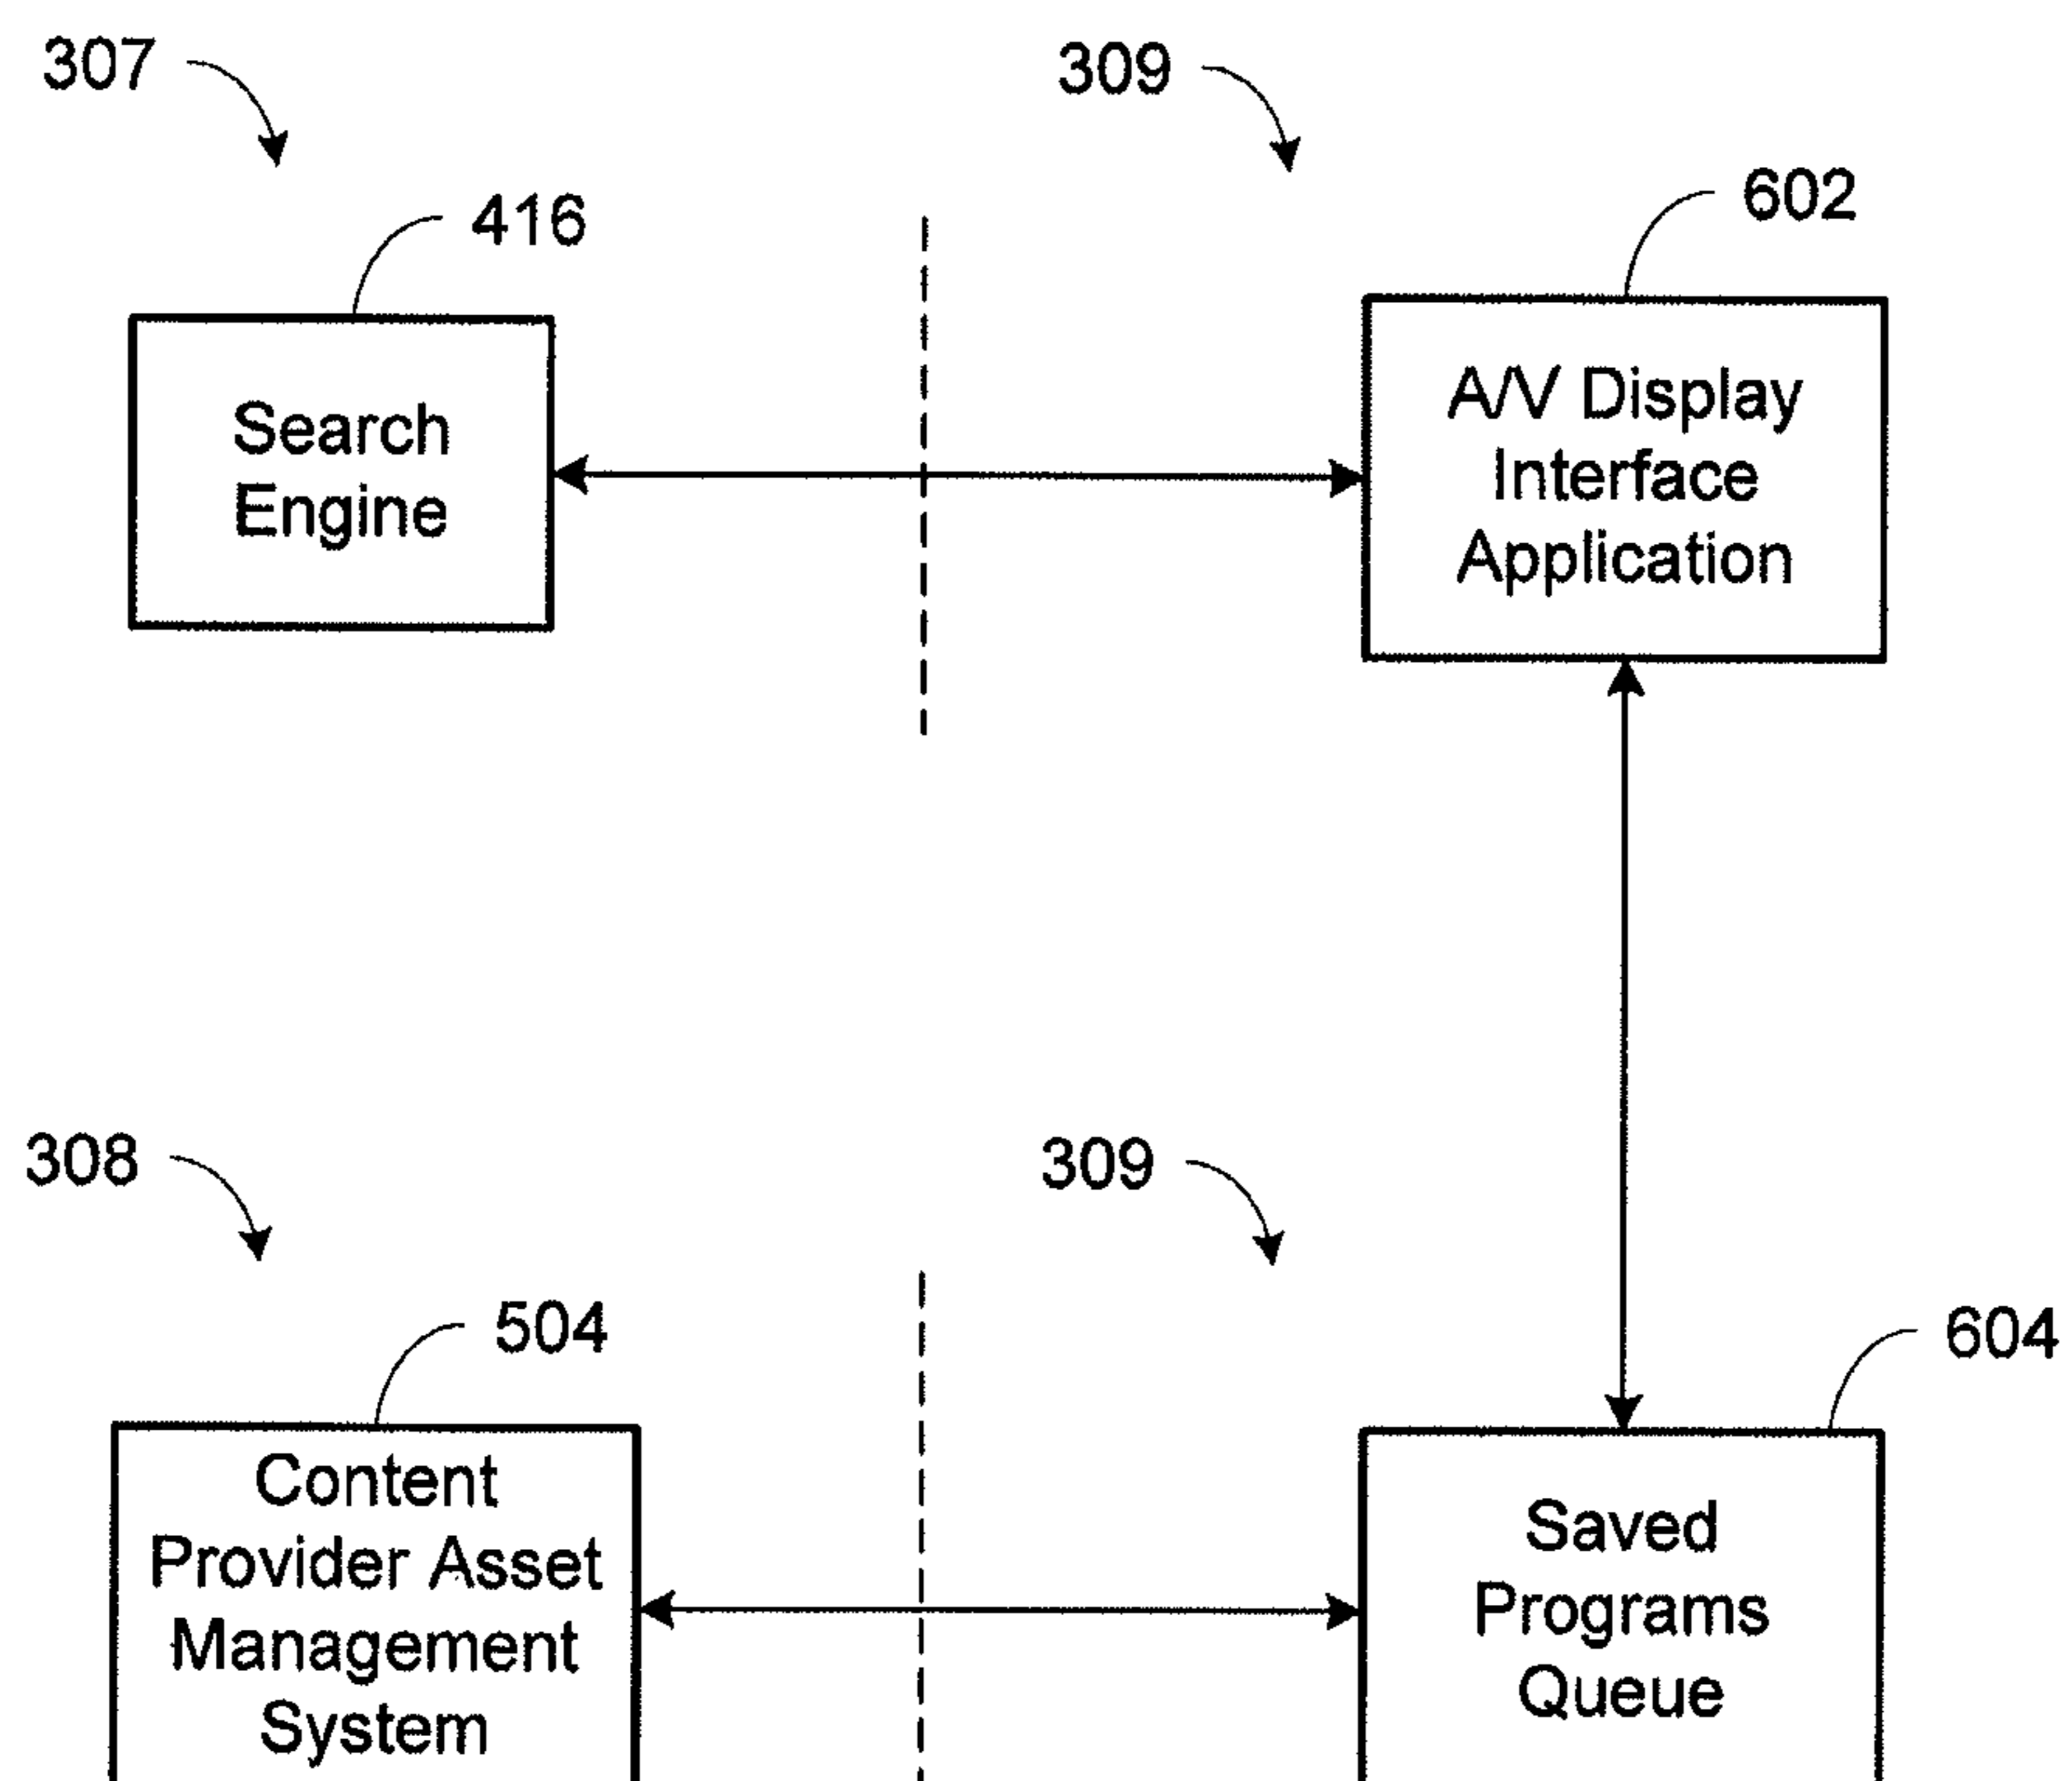 307
309
416
602
Search
Engine
A/V Display
Interface
Application
308
309
504
604
Content
Provider Asset
Management
System
Saved
Programs
Queue